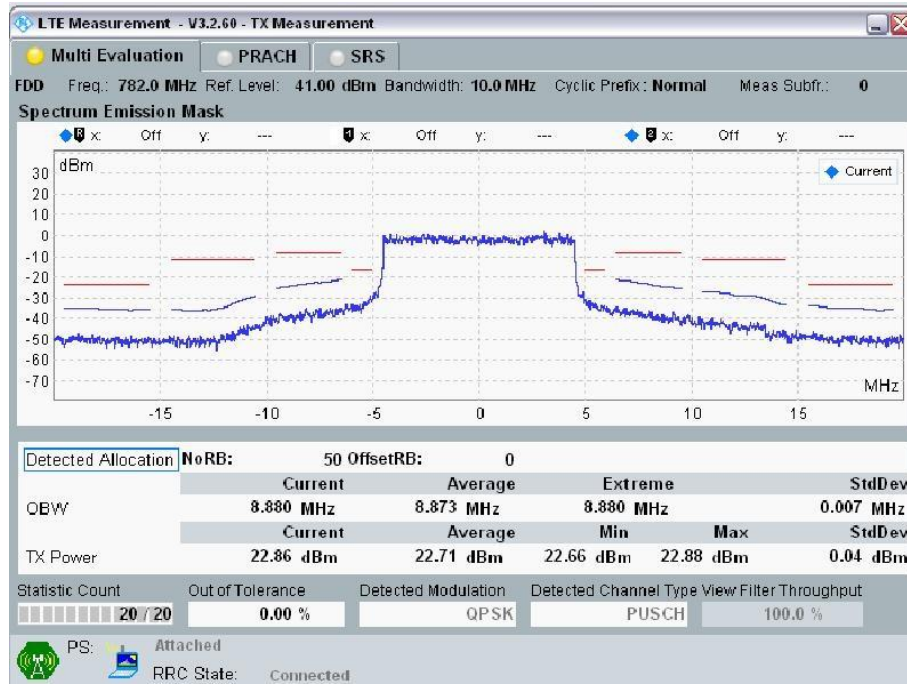 LTE Measurement - V3.2.60 - TX Measurement
Multi Evaluation PRACH SRS
FDD Freq.: 782.0 MHz Ref. Level: 41.00 dBm Bandwidth: 10.0 MHz Cyclic Prefix: Normal Meas Subfr.: 0
Spectrum Emission Mask
R x: Off y: --- 1 x: Off y: --- 2 x: Off y: ---
dBm
Current
30
20
10
0
-10
-20
-30
-40
-50
-60
-70
MHz
-15 -10 -5 0 5 10 15
Detected Allocation NoRB: 50 OffsetRB: 0
Current Average Extreme StdDev
OBW 8.880 MHz 8.873 MHz 8.880 MHz 0.007 MHz
Current Average Min Max StdDev
TX Power 22.86 dBm 22.71 dBm 22.66 dBm 22.88 dBm 0.04 dBm
Statistic Count Out of Tolerance Detected Modulation Detected Channel Type View Filter Throughput
20 / 20 0.00 % QPSK PUSCH 100.0 %
PS: Attached
RRC State: Connected